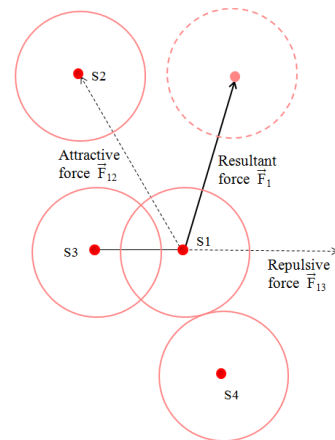 S2
Attractive
force F⃗12
Resultant
force F⃗1
S1
S3
Repulsive
force F⃗13
S4